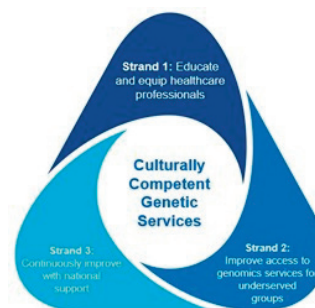 Strand 1: Educate
and equip healthcare
professionals
Culturally
Competent
Genetic
Services
Strand 3:
Continuously improve
with national
support
Strand 2:
Improve access to
genomics services for
underserved
groups